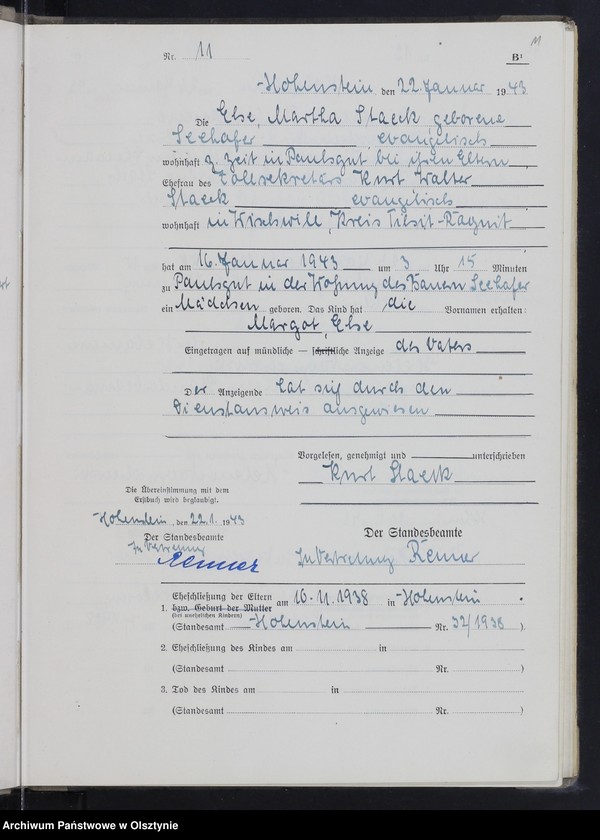 11
Nr. 11
B¹
Hohenstein, den 22. Januar 1943
Die Else, Martha Staeck, geborene
Seehafer evangelisch
wohnhaft z. Zeit in Paulsgut bei ihren Eltern
Ehefrau des Zollsekretärs Kurt Walter
Staeck evangelisch
wohnhaft in Wischwill, Kreis Tilsit-Ragnit
hat am 16. Januar 1943 um 3 Uhr 15 Minuten
zu Paulsgut in der Wohnung des Bauern Seehafer
ein Mädchen geboren. Das Kind hat die Vornamen erhalten:
Margot, Else
Eingetragen auf mündliche — schriftliche Anzeige des Vaters
Der Anzeigende hat sich durch den
Dienstausweis ausgewiesen
Vorgelesen, genehmigt und unterschrieben
Kurt Staeck
Die Übereinstimmung mit dem
Erstbuch wird beglaubigt.
Hohenstein, den 22.1. 1943
Der Standesbeamte
In Vertretung
Renner
Der Standesbeamte
In Vertretung Renner
1. Eheschließung der Eltern
bzw. Geburt der Mutter am 16.11.1938 in Hohenstein
(bei unehelichen Kindern)
(Standesamt Hohenstein Nr. 32/1938 ).
2. Eheschließung des Kindes am in
(Standesamt Nr. )
3. Tod des Kindes am in
(Standesamt Nr. )
Archiwum Państwowe w Olsztynie